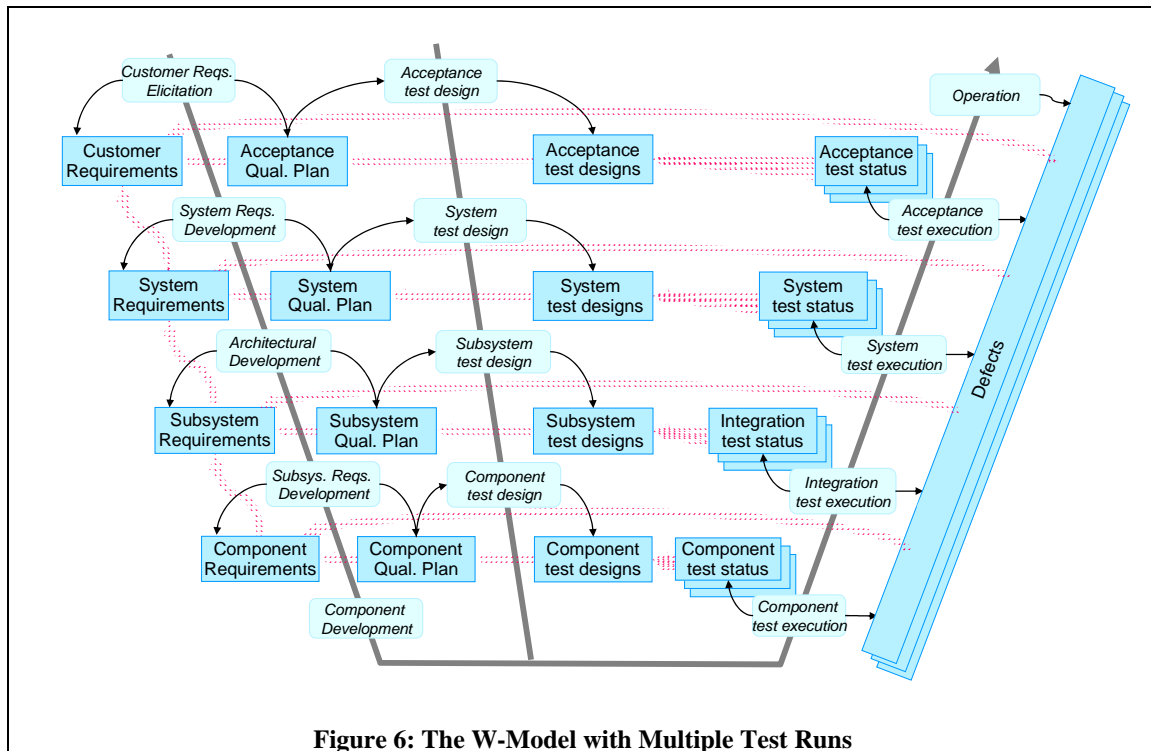 Customer Reqs.
Elicitation
Acceptance
test design
Operation
Customer
Requirements
Acceptance
Qual. Plan
Acceptance
test designs
Acceptance
test status
System Reqs.
Development
System
test design
Acceptance
test execution
System
Requirements
System
Qual. Plan
System
test designs
System
test status
Architectural
Development
Subsystem
test design
System
test execution
Defects
Subsystem
Requirements
Subsystem
Qual. Plan
Subsystem
test designs
Integration
test status
Subsys. Reqs.
Development
Component
test design
Integration
test execution
Component
Requirements
Component
Qual. Plan
Component
test designs
Component
test status
Component
Development
Component
test execution
Figure 6: The W-Model with Multiple Test Runs